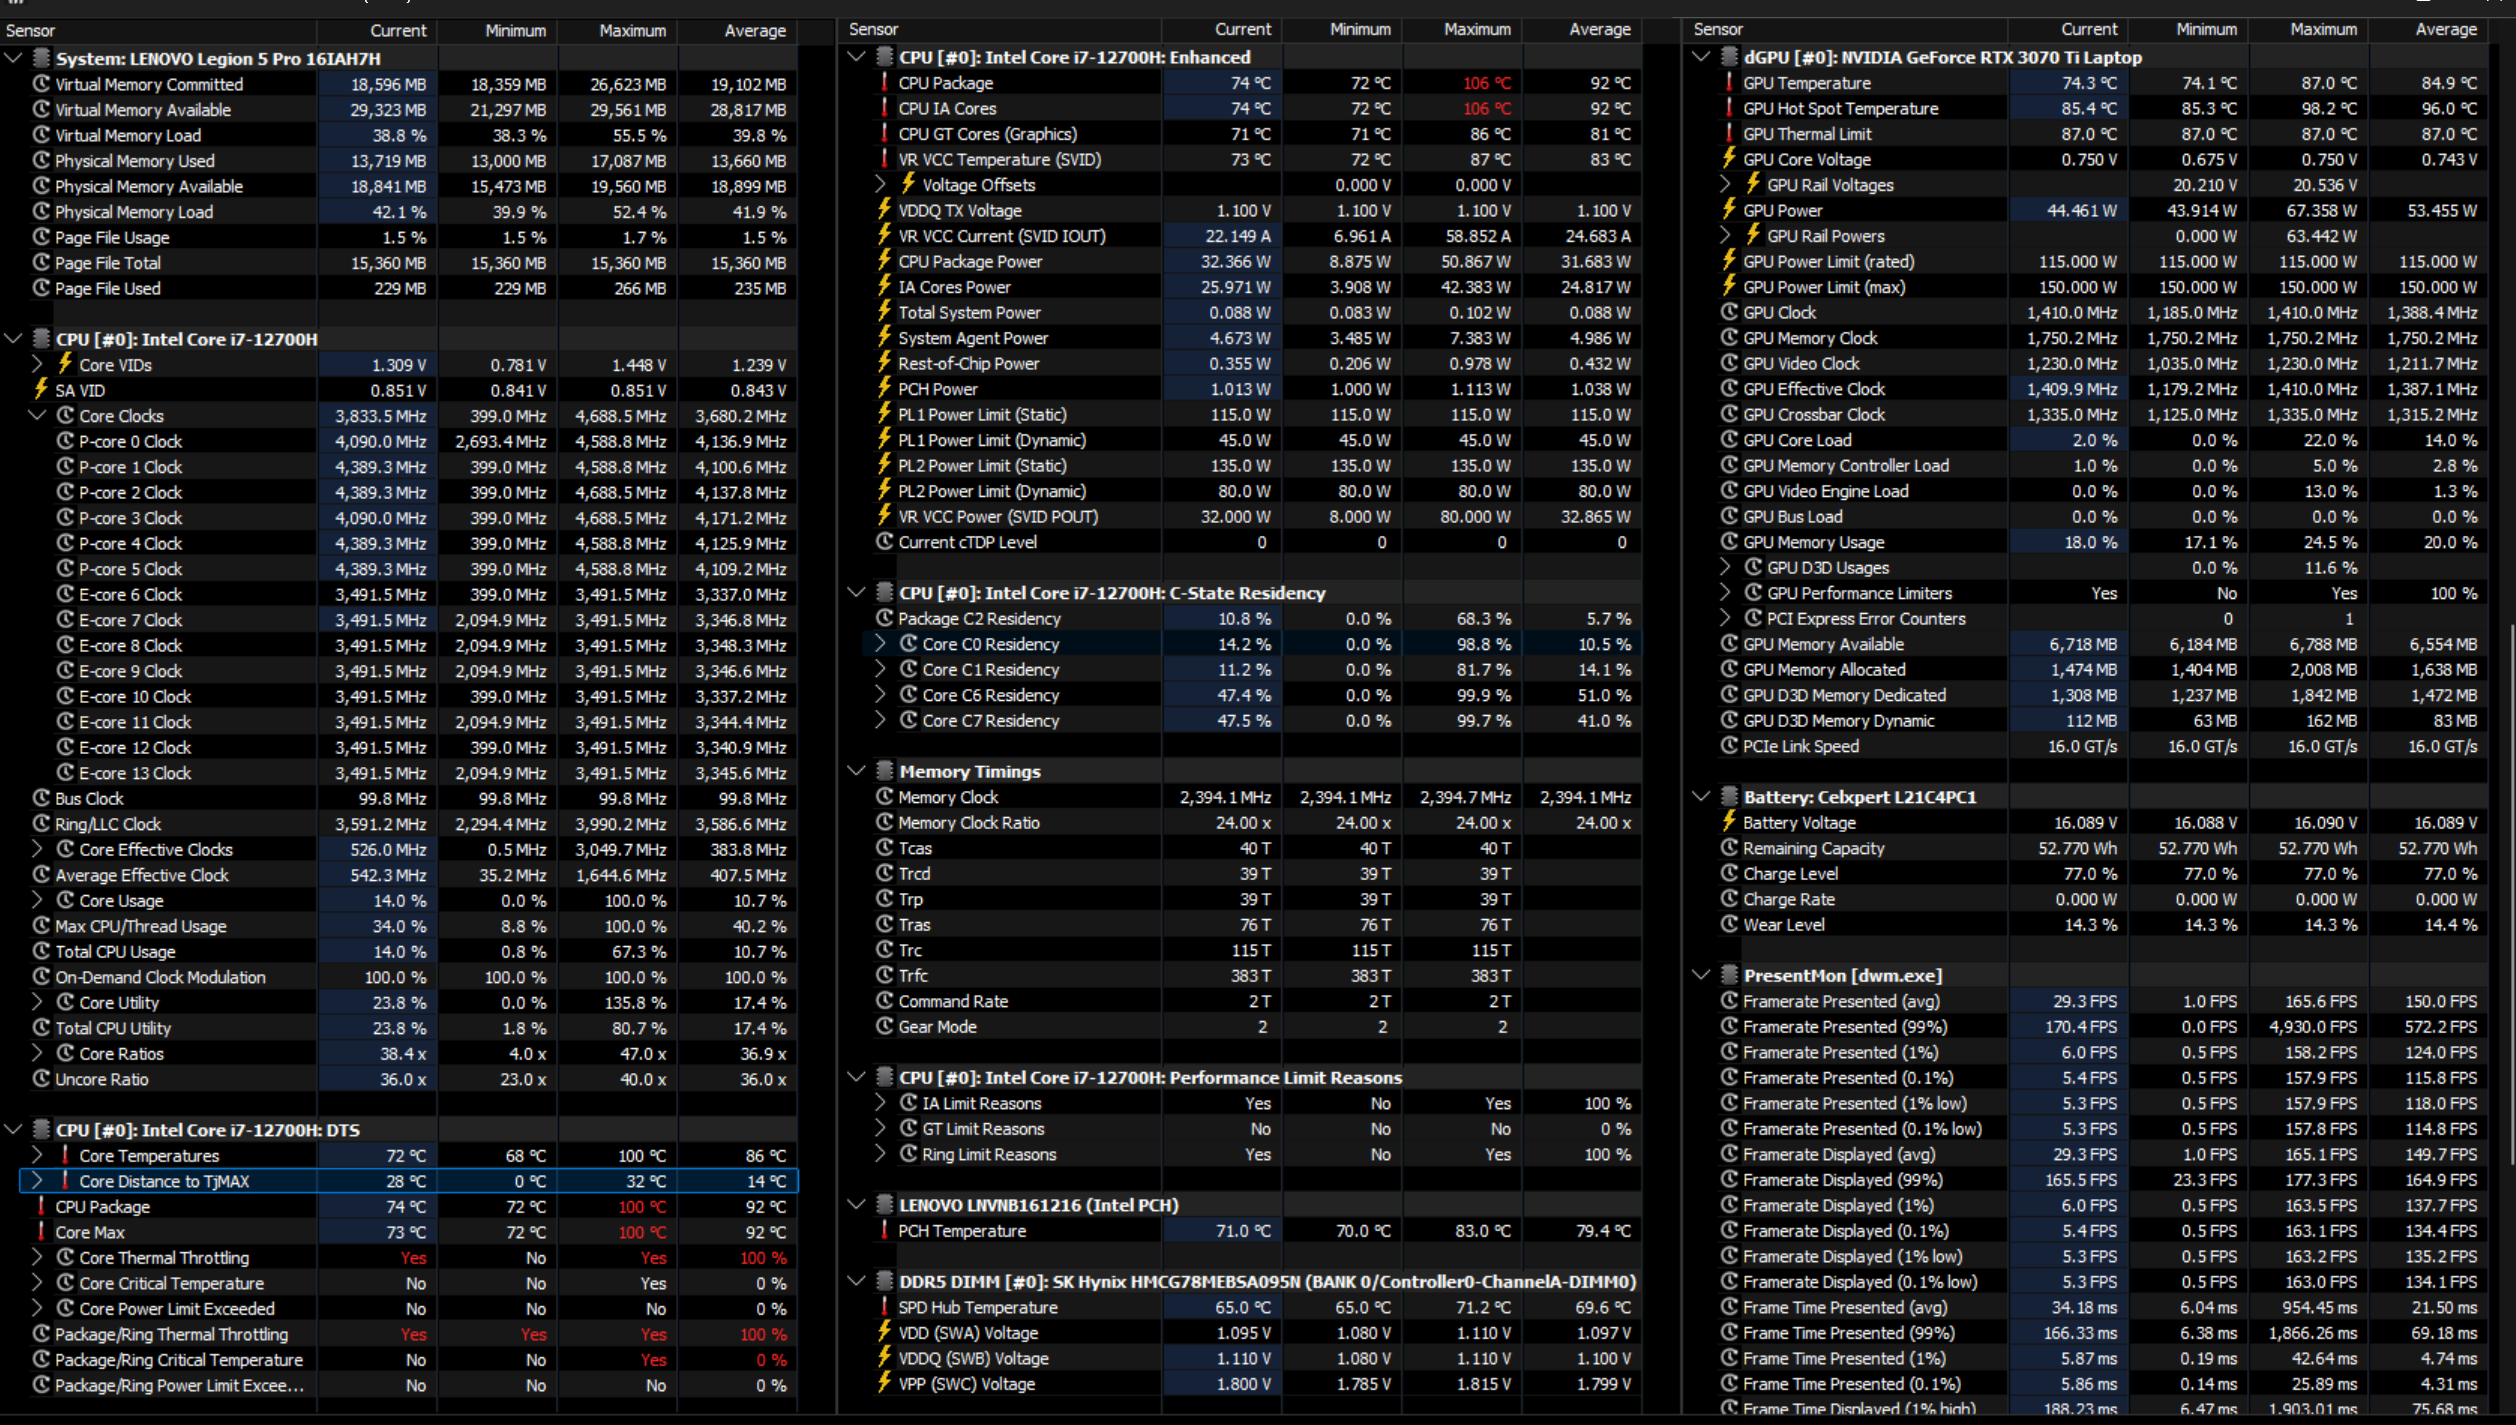 Sensor Current Minimum Maximum Average
System: LENOVO Legion 5 Pro 16IAH7H
Virtual Memory Committed 18,596 MB 18,359 MB 26,623 MB 19,102 MB
Virtual Memory Available 29,323 MB 21,297 MB 29,561 MB 28,817 MB
Virtual Memory Load 38.8 % 38.3 % 55.5 % 39.8 %
Physical Memory Used 13,719 MB 13,000 MB 17,087 MB 13,660 MB
Physical Memory Available 18,841 MB 15,473 MB 19,560 MB 18,899 MB
Physical Memory Load 42.1 % 39.9 % 52.4 % 41.9 %
Page File Usage 1.5 % 1.5 % 1.7 % 1.5 %
Page File Total 15,360 MB 15,360 MB 15,360 MB 15,360 MB
Page File Used 229 MB 229 MB 266 MB 235 MB
CPU [#0]: Intel Core i7-12700H
Core VIDs 1.309 V 0.781 V 1.448 V 1.239 V
SA VID 0.851 V 0.841 V 0.851 V 0.843 V
Core Clocks 3,833.5 MHz 399.0 MHz 4,688.5 MHz 3,680.2 MHz
P-core 0 Clock 4,090.0 MHz 2,693.4 MHz 4,588.8 MHz 4,136.9 MHz
P-core 1 Clock 4,389.3 MHz 399.0 MHz 4,588.8 MHz 4,100.6 MHz
P-core 2 Clock 4,389.3 MHz 399.0 MHz 4,688.5 MHz 4,137.8 MHz
P-core 3 Clock 4,090.0 MHz 399.0 MHz 4,688.5 MHz 4,171.2 MHz
P-core 4 Clock 4,389.3 MHz 399.0 MHz 4,588.8 MHz 4,125.9 MHz
P-core 5 Clock 4,389.3 MHz 399.0 MHz 4,588.8 MHz 4,109.2 MHz
E-core 6 Clock 3,491.5 MHz 399.0 MHz 3,491.5 MHz 3,337.0 MHz
E-core 7 Clock 3,491.5 MHz 2,094.9 MHz 3,491.5 MHz 3,346.8 MHz
E-core 8 Clock 3,491.5 MHz 2,094.9 MHz 3,491.5 MHz 3,348.3 MHz
E-core 9 Clock 3,491.5 MHz 2,094.9 MHz 3,491.5 MHz 3,346.6 MHz
E-core 10 Clock 3,491.5 MHz 399.0 MHz 3,491.5 MHz 3,337.2 MHz
E-core 11 Clock 3,491.5 MHz 2,094.9 MHz 3,491.5 MHz 3,344.4 MHz
E-core 12 Clock 3,491.5 MHz 399.0 MHz 3,491.5 MHz 3,340.9 MHz
E-core 13 Clock 3,491.5 MHz 2,094.9 MHz 3,491.5 MHz 3,345.6 MHz
Bus Clock 99.8 MHz 99.8 MHz 99.8 MHz 99.8 MHz
Ring/LLC Clock 3,591.2 MHz 2,294.4 MHz 3,990.2 MHz 3,586.6 MHz
Core Effective Clocks 526.0 MHz 0.5 MHz 3,049.7 MHz 383.8 MHz
Average Effective Clock 542.3 MHz 35.2 MHz 1,644.6 MHz 407.5 MHz
Core Usage 14.0 % 0.0 % 100.0 % 10.7 %
Max CPU/Thread Usage 34.0 % 8.8 % 100.0 % 40.2 %
Total CPU Usage 14.0 % 0.8 % 67.3 % 10.7 %
On-Demand Clock Modulation 100.0 % 100.0 % 100.0 % 100.0 %
Core Utility 23.8 % 0.0 % 135.8 % 17.4 %
Total CPU Utility 23.8 % 1.8 % 80.7 % 17.4 %
Core Ratios 38.4 x 4.0 x 47.0 x 36.9 x
Uncore Ratio 36.0 x 23.0 x 40.0 x 36.0 x
CPU [#0]: Intel Core i7-12700H: DTS
Core Temperatures 72 °C 68 °C 100 °C 86 °C
Core Distance to TjMAX 28 °C 0 °C 32 °C 14 °C
CPU Package 74 °C 72 °C 100 °C 92 °C
Core Max 73 °C 72 °C 100 °C 92 °C
Core Thermal Throttling Yes No Yes 100 %
Core Critical Temperature No No Yes 0 %
Core Power Limit Exceeded No No No 0 %
Package/Ring Thermal Throttling Yes Yes Yes 100 %
Package/Ring Critical Temperature No No Yes 0 %
Package/Ring Power Limit Excee... No No No 0 %
Sensor Current Minimum Maximum Average
CPU [#0]: Intel Core i7-12700H: Enhanced
CPU Package 74 °C 72 °C 106 °C 92 °C
CPU IA Cores 74 °C 72 °C 106 °C 92 °C
CPU GT Cores (Graphics) 71 °C 71 °C 86 °C 81 °C
VR VCC Temperature (SVID) 73 °C 72 °C 87 °C 83 °C
Voltage Offsets 0.000 V 0.000 V
VDDQ TX Voltage 1.100 V 1.100 V 1.100 V 1.100 V
VR VCC Current (SVID IOUT) 22.149 A 6.961 A 58.852 A 24.683 A
CPU Package Power 32.366 W 8.875 W 50.867 W 31.683 W
IA Cores Power 25.971 W 3.908 W 42.383 W 24.817 W
Total System Power 0.088 W 0.083 W 0.102 W 0.088 W
System Agent Power 4.673 W 3.485 W 7.383 W 4.986 W
Rest-of-Chip Power 0.355 W 0.206 W 0.978 W 0.432 W
PCH Power 1.013 W 1.000 W 1.113 W 1.038 W
PL1 Power Limit (Static) 115.0 W 115.0 W 115.0 W 115.0 W
PL1 Power Limit (Dynamic) 45.0 W 45.0 W 45.0 W 45.0 W
PL2 Power Limit (Static) 135.0 W 135.0 W 135.0 W 135.0 W
PL2 Power Limit (Dynamic) 80.0 W 80.0 W 80.0 W 80.0 W
VR VCC Power (SVID POUT) 32.000 W 8.000 W 80.000 W 32.865 W
Current cTDP Level 0 0 0 0
CPU [#0]: Intel Core i7-12700H: C-State Residency
Package C2 Residency 10.8 % 0.0 % 68.3 % 5.7 %
Core C0 Residency 14.2 % 0.0 % 98.8 % 10.5 %
Core C1 Residency 11.2 % 0.0 % 81.7 % 14.1 %
Core C6 Residency 47.4 % 0.0 % 99.9 % 51.0 %
Core C7 Residency 47.5 % 0.0 % 99.7 % 41.0 %
Memory Timings
Memory Clock 2,394.1 MHz 2,394.1 MHz 2,394.7 MHz 2,394.1 MHz
Memory Clock Ratio 24.00 x 24.00 x 24.00 x 24.00 x
Tcas 40 T 40 T 40 T
Trcd 39 T 39 T 39 T
Trp 39 T 39 T 39 T
Tras 76 T 76 T 76 T
Trc 115 T 115 T 115 T
Trfc 383 T 383 T 383 T
Command Rate 2 T 2 T 2 T
Gear Mode 2 2 2
CPU [#0]: Intel Core i7-12700H: Performance Limit Reasons
IA Limit Reasons Yes No Yes 100 %
GT Limit Reasons No No No 0 %
Ring Limit Reasons Yes No Yes 100 %
LENOVO LNVNB161216 (Intel PCH)
PCH Temperature 71.0 °C 70.0 °C 83.0 °C 79.4 °C
DDR5 DIMM [#0]: SK Hynix HMCG78MEBSA095N (BANK 0/Controller0-ChannelA-DIMM0)
SPD Hub Temperature 65.0 °C 65.0 °C 71.2 °C 69.6 °C
VDD (SWA) Voltage 1.095 V 1.080 V 1.110 V 1.097 V
VDDQ (SWB) Voltage 1.110 V 1.080 V 1.110 V 1.100 V
VPP (SWC) Voltage 1.800 V 1.785 V 1.815 V 1.799 V
Sensor Current Minimum Maximum Average
dGPU [#0]: NVIDIA GeForce RTX 3070 Ti Laptop
GPU Temperature 74.3 °C 74.1 °C 87.0 °C 84.9 °C
GPU Hot Spot Temperature 85.4 °C 85.3 °C 98.2 °C 96.0 °C
GPU Thermal Limit 87.0 °C 87.0 °C 87.0 °C 87.0 °C
GPU Core Voltage 0.750 V 0.675 V 0.750 V 0.743 V
GPU Rail Voltages 20.210 V 20.536 V
GPU Power 44.461 W 43.914 W 67.358 W 53.455 W
GPU Rail Powers 0.000 W 63.442 W
GPU Power Limit (rated) 115.000 W 115.000 W 115.000 W 115.000 W
GPU Power Limit (max) 150.000 W 150.000 W 150.000 W 150.000 W
GPU Clock 1,410.0 MHz 1,185.0 MHz 1,410.0 MHz 1,388.4 MHz
GPU Memory Clock 1,750.2 MHz 1,750.2 MHz 1,750.2 MHz 1,750.2 MHz
GPU Video Clock 1,230.0 MHz 1,035.0 MHz 1,230.0 MHz 1,211.7 MHz
GPU Effective Clock 1,409.9 MHz 1,179.2 MHz 1,410.0 MHz 1,387.1 MHz
GPU Crossbar Clock 1,335.0 MHz 1,125.0 MHz 1,335.0 MHz 1,315.2 MHz
GPU Core Load 2.0 % 0.0 % 22.0 % 14.0 %
GPU Memory Controller Load 1.0 % 0.0 % 5.0 % 2.8 %
GPU Video Engine Load 0.0 % 0.0 % 13.0 % 1.3 %
GPU Bus Load 0.0 % 0.0 % 0.0 % 0.0 %
GPU Memory Usage 18.0 % 17.1 % 24.5 % 20.0 %
GPU D3D Usages 0.0 % 11.6 %
GPU Performance Limiters Yes No Yes 100 %
PCI Express Error Counters 0 1
GPU Memory Available 6,718 MB 6,184 MB 6,788 MB 6,554 MB
GPU Memory Allocated 1,474 MB 1,404 MB 2,008 MB 1,638 MB
GPU D3D Memory Dedicated 1,308 MB 1,237 MB 1,842 MB 1,472 MB
GPU D3D Memory Dynamic 112 MB 63 MB 162 MB 83 MB
PCIe Link Speed 16.0 GT/s 16.0 GT/s 16.0 GT/s 16.0 GT/s
Battery: Celxpert L21C4PC1
Battery Voltage 16.089 V 16.088 V 16.090 V 16.089 V
Remaining Capacity 52.770 Wh 52.770 Wh 52.770 Wh 52.770 Wh
Charge Level 77.0 % 77.0 % 77.0 % 77.0 %
Charge Rate 0.000 W 0.000 W 0.000 W 0.000 W
Wear Level 14.3 % 14.3 % 14.3 % 14.4 %
PresentMon [dwm.exe]
Framerate Presented (avg) 29.3 FPS 1.0 FPS 165.6 FPS 150.0 FPS
Framerate Presented (99%) 170.4 FPS 0.0 FPS 4,930.0 FPS 572.2 FPS
Framerate Presented (1%) 6.0 FPS 0.5 FPS 158.2 FPS 124.0 FPS
Framerate Presented (0.1%) 5.4 FPS 0.5 FPS 157.9 FPS 115.8 FPS
Framerate Presented (1% low) 5.3 FPS 0.5 FPS 157.9 FPS 118.0 FPS
Framerate Presented (0.1% low) 5.3 FPS 0.5 FPS 157.8 FPS 114.8 FPS
Framerate Displayed (avg) 29.3 FPS 1.0 FPS 165.1 FPS 149.7 FPS
Framerate Displayed (99%) 165.5 FPS 23.3 FPS 177.3 FPS 164.9 FPS
Framerate Displayed (1%) 6.0 FPS 0.5 FPS 163.5 FPS 137.7 FPS
Framerate Displayed (0.1%) 5.4 FPS 0.5 FPS 163.1 FPS 134.4 FPS
Framerate Displayed (1% low) 5.3 FPS 0.5 FPS 163.2 FPS 135.2 FPS
Framerate Displayed (0.1% low) 5.3 FPS 0.5 FPS 163.0 FPS 134.1 FPS
Frame Time Presented (avg) 34.18 ms 6.04 ms 954.45 ms 21.50 ms
Frame Time Presented (99%) 166.33 ms 6.38 ms 1,866.26 ms 69.18 ms
Frame Time Presented (1%) 5.87 ms 0.19 ms 42.64 ms 4.74 ms
Frame Time Presented (0.1%) 5.86 ms 0.14 ms 25.89 ms 4.31 ms
Frame Time Displayed (1% high) 188.23 ms 6.47 ms 1,903.01 ms 75.68 ms